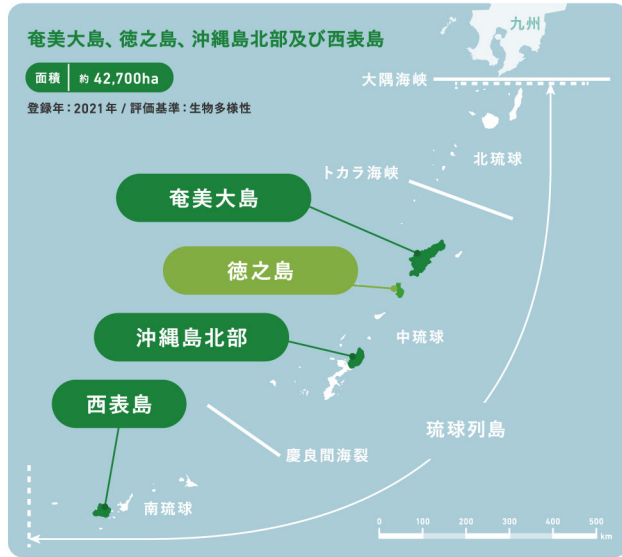 奄美大島、徳之島、沖縄島北部及び西表島
面積 約 42,700ha
登録年：2021年 / 評価基準：生物多様性
九州
大隅海峡
北琉球
トカラ海峡
奄美大島
徳之島
中琉球
沖縄島北部
西表島
琉球列島
慶良間海裂
南琉球
0 100 200 300 400 500
km